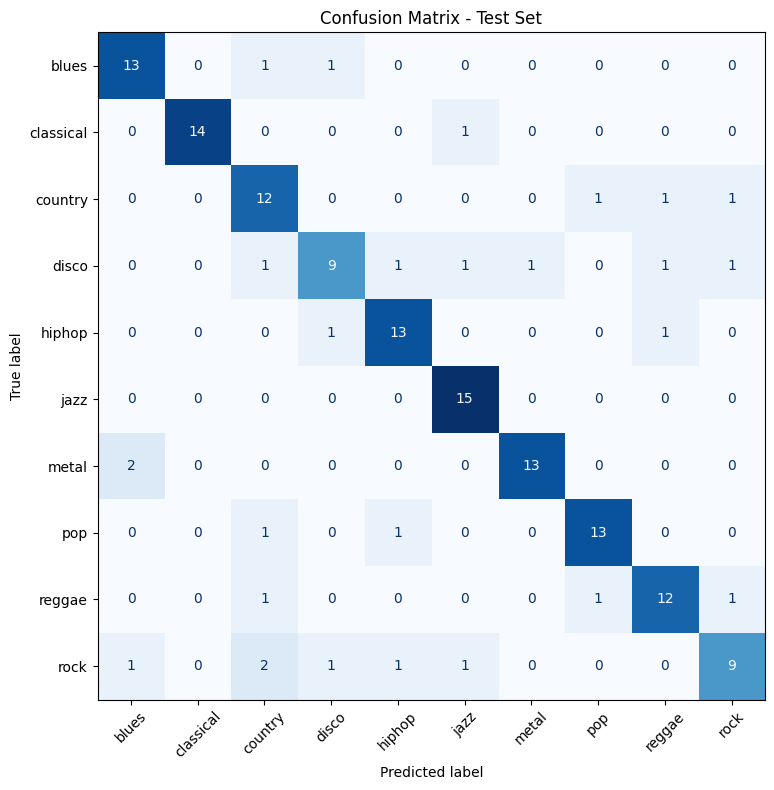 Confusion Matrix - Test Set
blues 13 0 1 1 0 0 0 0 0 0
classical 0 14 0 0 0 1 0 0 0 0
country 0 0 12 0 0 0 0 1 1 1
disco 0 0 1 9 1 1 1 0 1 1
hiphop 0 0 0 1 13 0 0 0 1 0
jazz 0 0 0 0 0 15 0 0 0 0
metal 2 0 0 0 0 0 13 0 0 0
pop 0 0 1 0 1 0 0 13 0 0
reggae 0 0 1 0 0 0 0 1 12 1
rock 1 0 2 1 1 1 0 0 0 9
True label
blues classical country disco hiphop jazz metal pop reggae rock
Predicted label